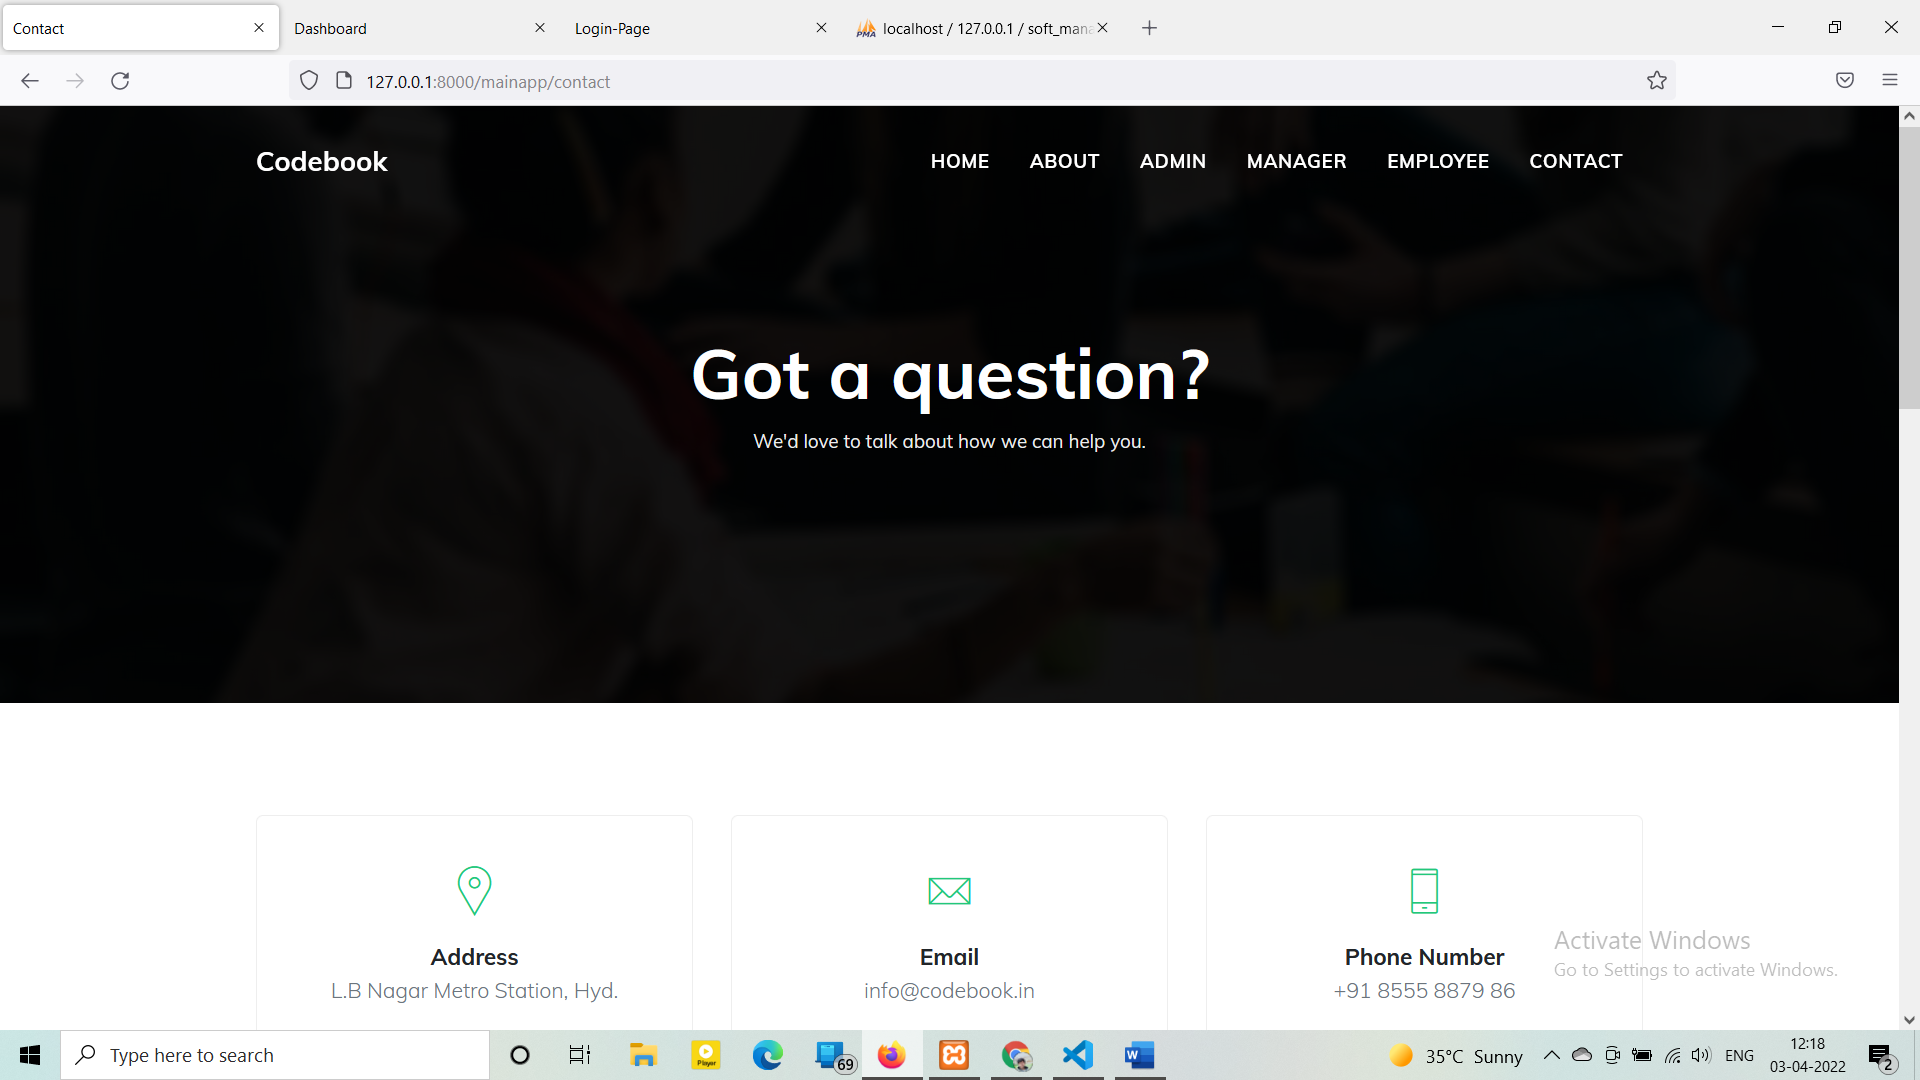 Contact
Dashboard
Login-Page
PMA localhost / 127.0.0.1 / soft_mana
127.0.0.1:8000/mainapp/contact
Codebook
HOME ABOUT ADMIN MANAGER EMPLOYEE CONTACT
Got a question?
We'd love to talk about how we can help you.
Address
L.B Nagar Metro Station, Hyd.
Email
info@codebook.in
Phone Number
+91 8555 8879 86
Activate Windows
Go to Settings to activate Windows.
Type here to search
Player
69
W
35°C Sunny
ENG
12:18
03-04-2022
2